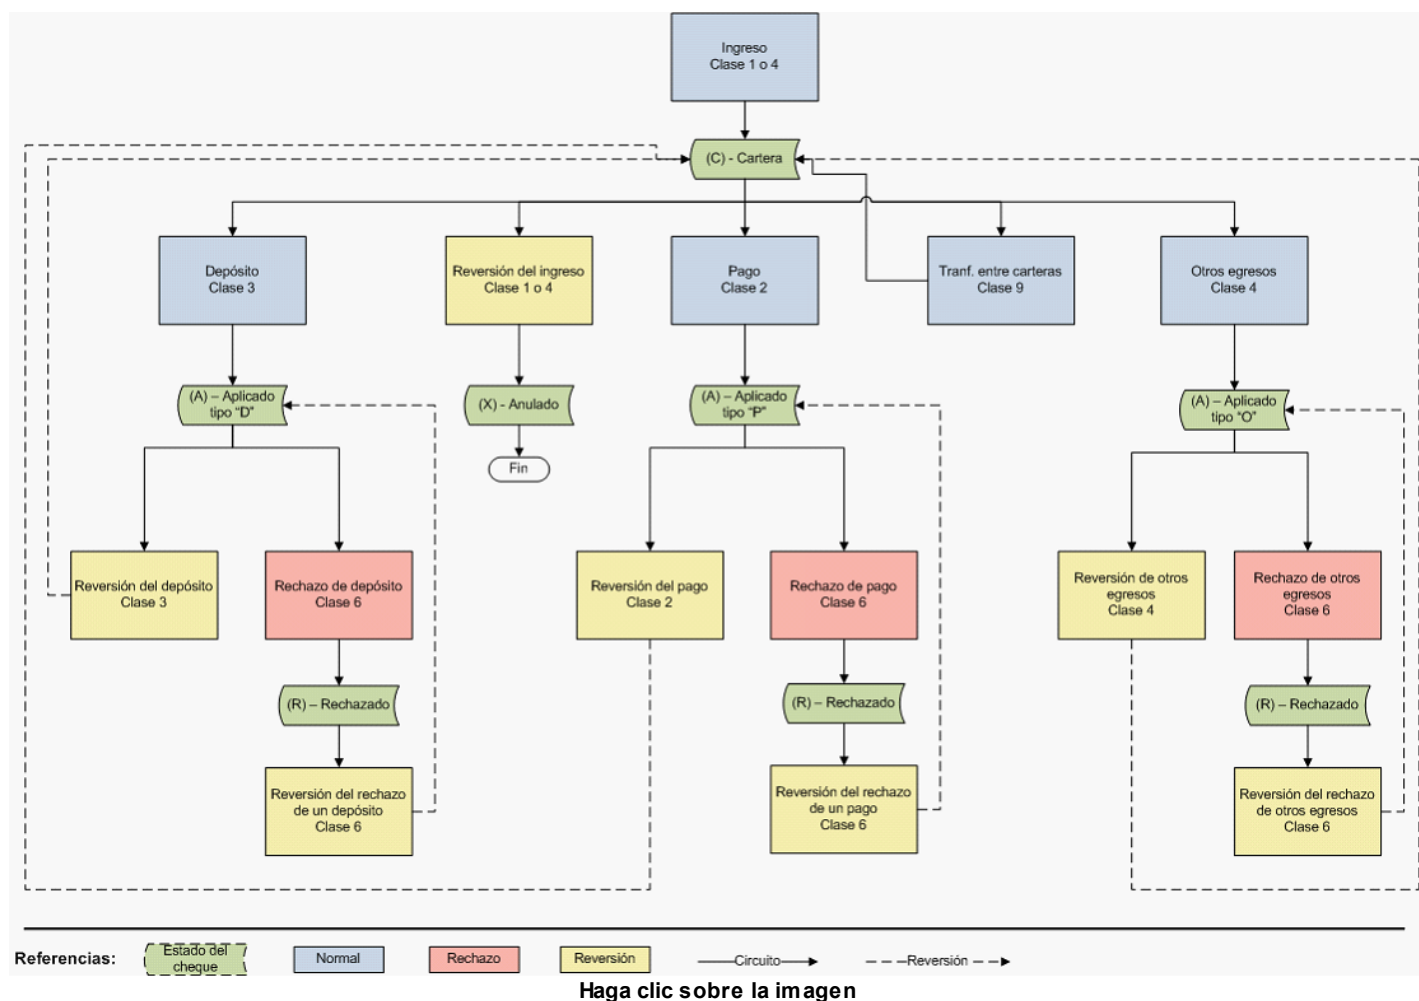 Ingreso
Clase 1 o 4
(C) - Cartera
Depósito
Clase 3
Reversión del ingreso
Clase 1 o 4
Pago
Clase 2
Tranf. entre carteras
Clase 9
Otros egresos
Clase 4
(A) – Aplicado
tipo “D”
(X) - Anulado
(A) – Aplicado
tipo “P”
(A) – Aplicado
tipo “O”
Fin
Reversión del depósito
Clase 3
Rechazo de depósito
Clase 6
Reversión del pago
Clase 2
Rechazo de pago
Clase 6
Reversión de otros
egresos
Clase 4
Rechazo de otros
egresos
Clase 6
(R) – Rechazado
(R) – Rechazado
(R) – Rechazado
Reversión del rechazo
de un depósito
Clase 6
Reversión del rechazo
de un pago
Clase 6
Reversión del rechazo
de otros egresos
Clase 6
Referencias:
Estado del
cheque
Normal
Rechazo
Reversión
Circuito
Reversión
Haga clic sobre la imagen